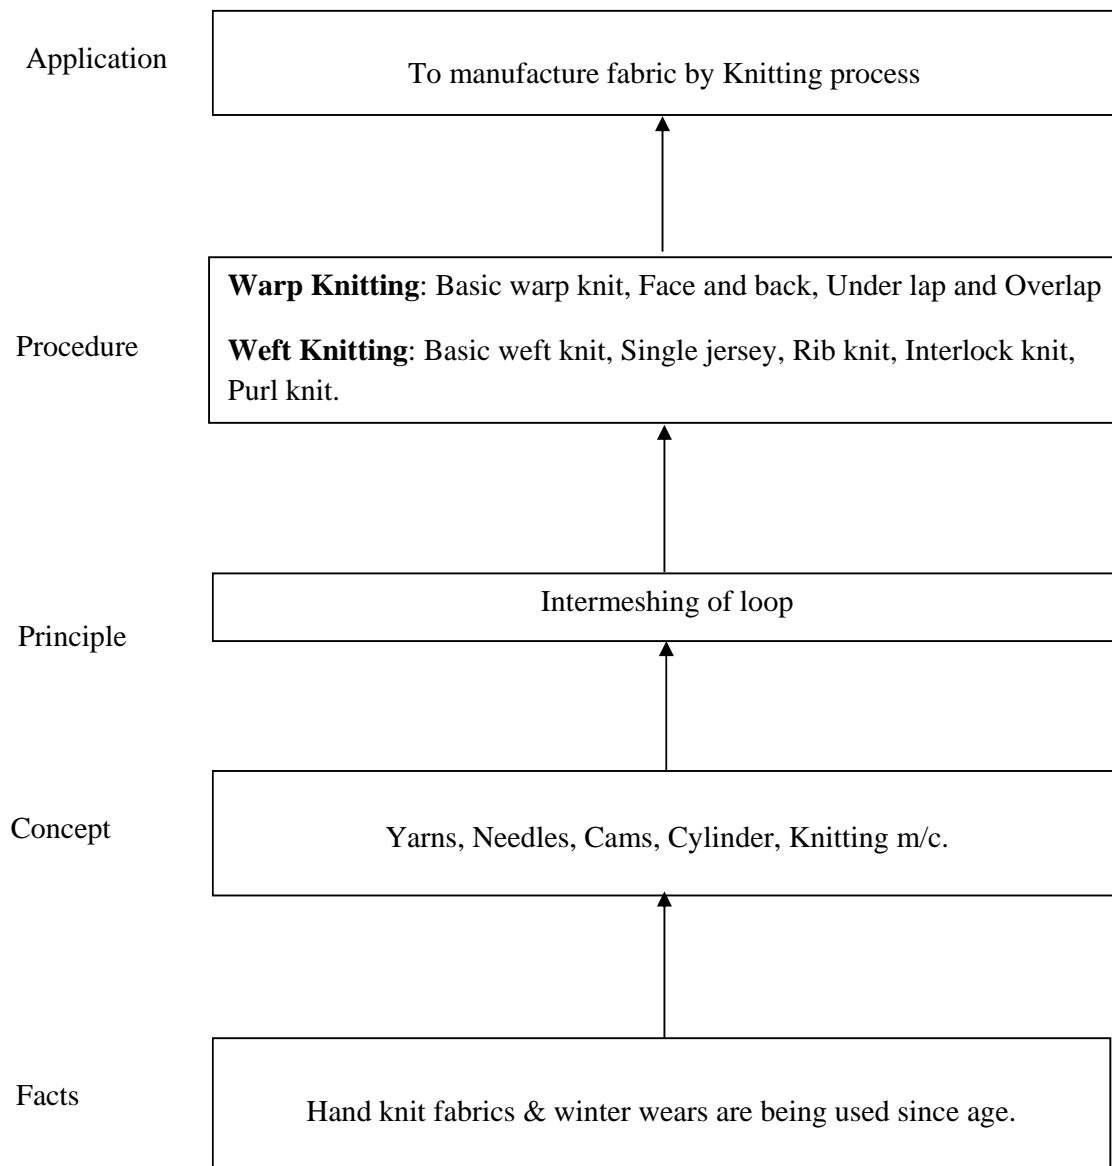 Application
To manufacture fabric by Knitting process
Warp Knitting: Basic warp knit, Face and back, Under lap and Overlap
Procedure
Weft Knitting: Basic weft knit, Single jersey, Rib knit, Interlock knit,
Purl knit.
Intermeshing of loop
Principle
Concept
Yarns, Needles, Cams, Cylinder, Knitting m/c.
Facts
Hand knit fabrics & winter wears are being used since age.